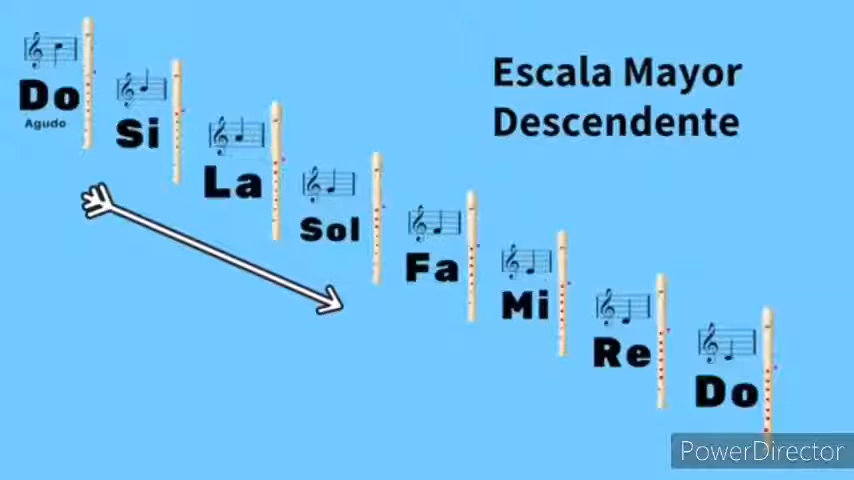 Escala Mayor
Descendente
Do
Agudo
Si
La
Sol
Fa
Mi
Re
Do
PowerDirector